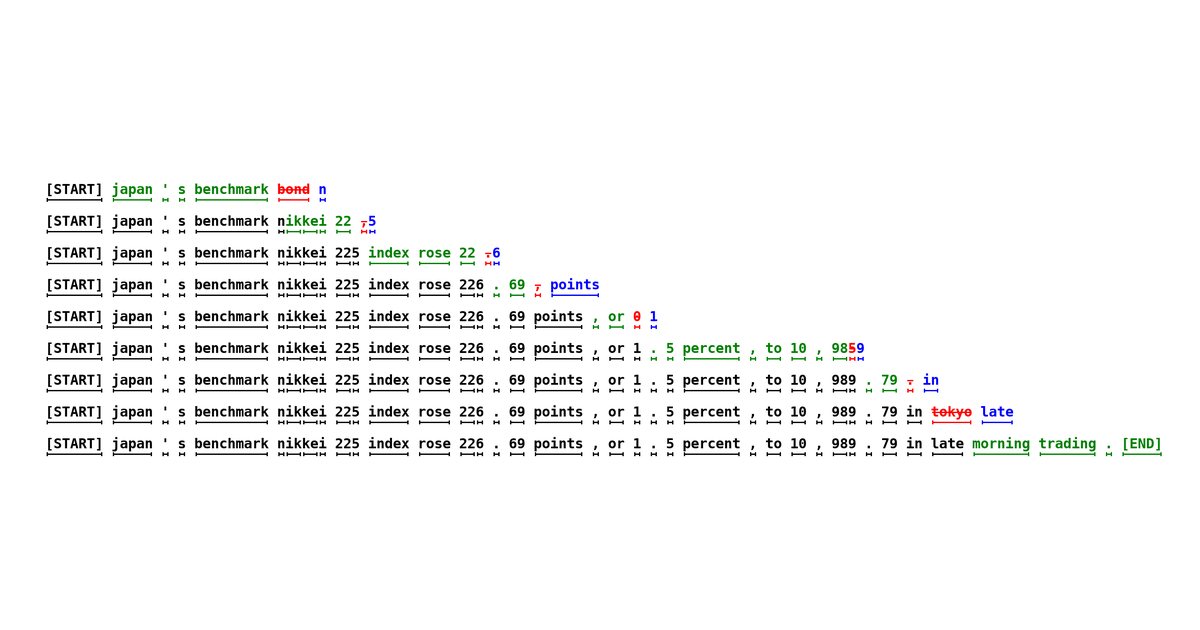 [START] japan ' s benchmark bond n
[START] japan ' s benchmark nikkei 22 ,5
[START] japan ' s benchmark nikkei 225 index rose 22 .6
[START] japan ' s benchmark nikkei 225 index rose 226 . 69 , points
[START] japan ' s benchmark nikkei 225 index rose 226 . 69 points , or 0 1
[START] japan ' s benchmark nikkei 225 index rose 226 . 69 points , or 1 . 5 percent , to 10 , 9859
[START] japan ' s benchmark nikkei 225 index rose 226 . 69 points , or 1 . 5 percent , to 10 , 989 . 79 . in
[START] japan ' s benchmark nikkei 225 index rose 226 . 69 points , or 1 . 5 percent , to 10 , 989 . 79 in tokyo late
[START] japan ' s benchmark nikkei 225 index rose 226 . 69 points , or 1 . 5 percent , to 10 , 989 . 79 in late morning trading . [END]